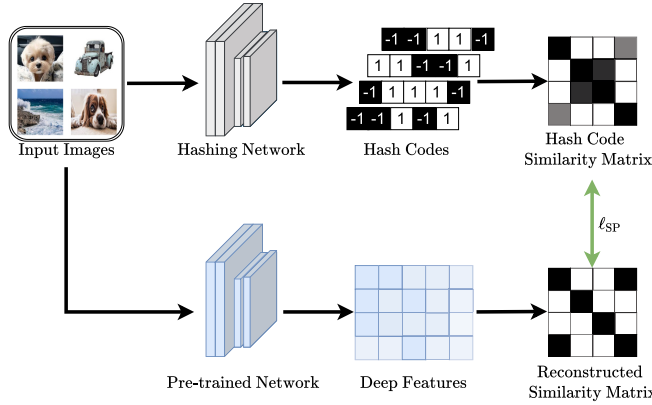 -1 -1 1 1 -1
1 1 -1 -1 1
-1 1 1 1 -1
-1 -1 1 -1 1
Input Images
Hashing Network
Hash Codes
Hash Code
Similarity Matrix
ℓSP
Pre-trained Network
Deep Features
Reconstructed
Similarity Matrix